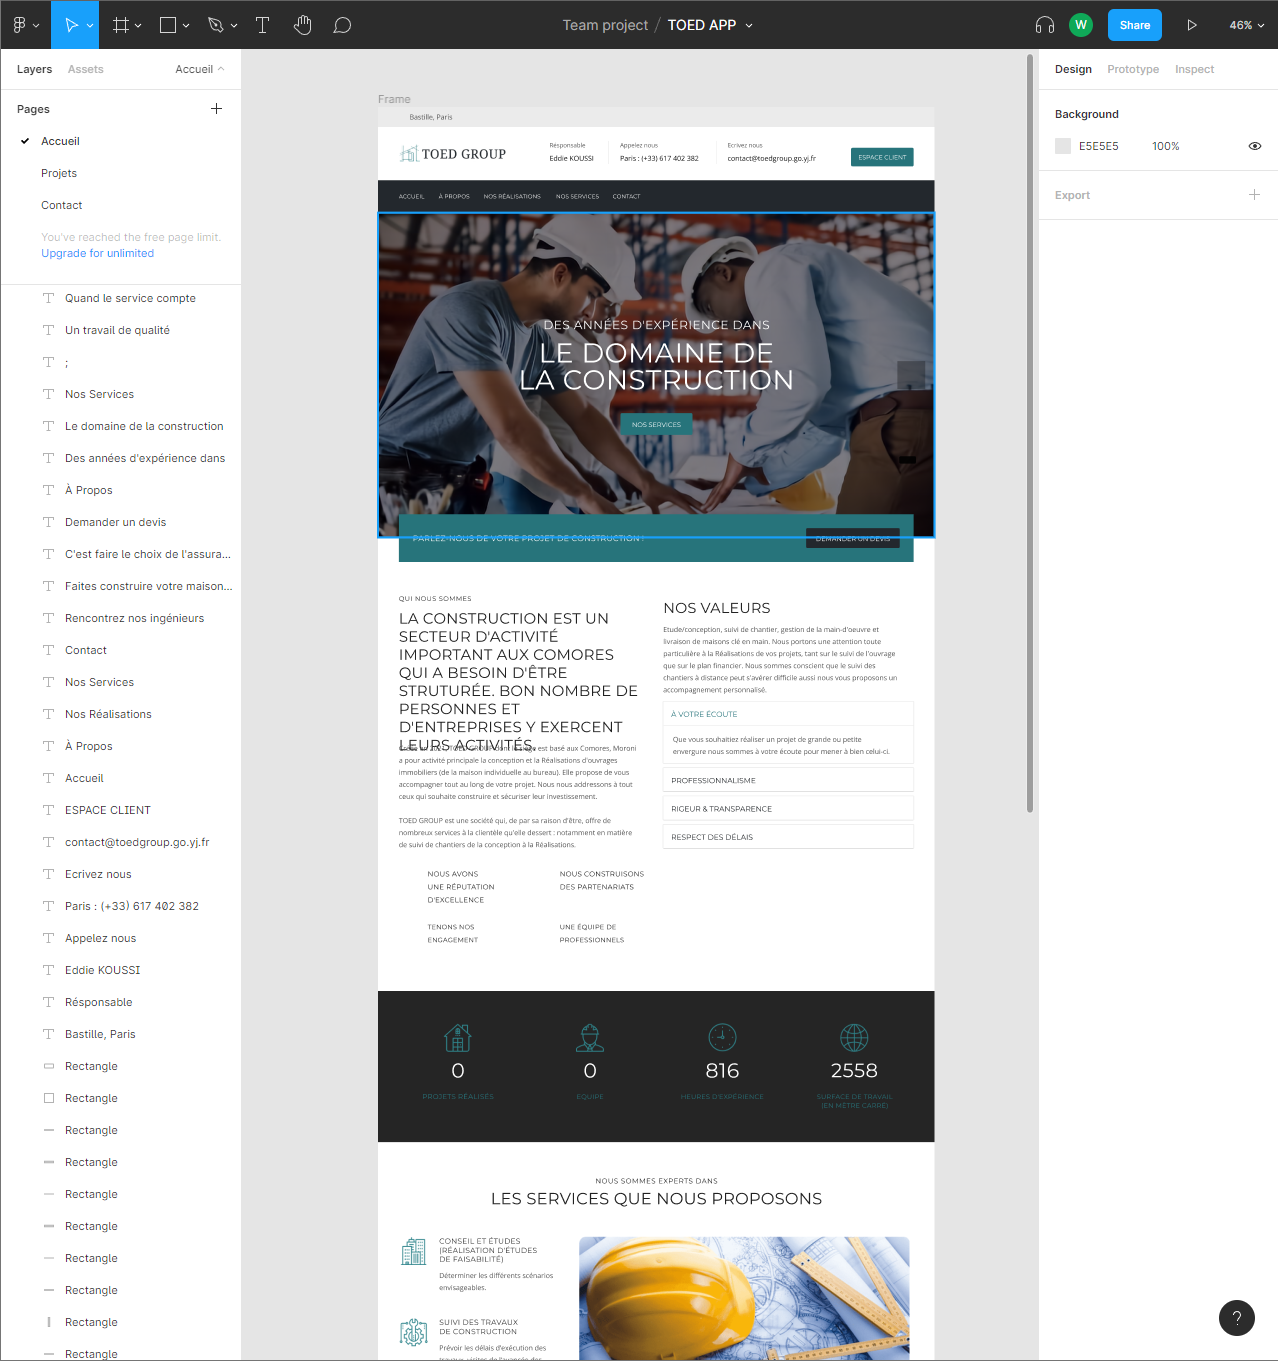 Team project / TOED APP
W
Share
46%
Layers
Assets
Accueil
Pages
Accueil
Projets
Contact
You've reached the free page limit.
Upgrade for unlimited
Quand le service compte
Un travail de qualité
;
Nos Services
Le domaine de la construction
Des années d'expérience dans
À Propos
Demander un devis
C'est faire le choix de l'assura...
Faites construire votre maison...
Rencontrez nos ingénieurs
Contact
Nos Services
Nos Réalisations
À Propos
Accueil
ESPACE CLIENT
contact@toedgroup.go.yj.fr
Ecrivez nous
Paris : (+33) 617 402 382
Appelez nous
Eddie KOUSSI
Résponsable
Bastille, Paris
Rectangle
Rectangle
Rectangle
Rectangle
Rectangle
Rectangle
Rectangle
Rectangle
Rectangle
Rectangle
Frame
Bastille, Paris
TOED GROUP
Résponsable
Eddie KOUSSI
Appelez nous
Paris : (+33) 617 402 382
Ecrivez nous
contact@toedgroup.go.yj.fr
ESPACE CLIENT
ACCUEIL
À PROPOS
NOS RÉALISATIONS
NOS SERVICES
CONTACT
DES ANNÉES D'EXPÉRIENCE DANS
LE DOMAINE DE
LA CONSTRUCTION
NOS SERVICES
PARLEZ-NOUS DE VOTRE PROJET DE CONSTRUCTION !
DEMANDER UN DEVIS
QUI NOUS SOMMES
LA CONSTRUCTION EST UN
SECTEUR D'ACTIVITÉ
IMPORTANT AUX COMORES
QUI A BESOIN D'ÊTRE
STRUTURÉE. BON NOMBRE DE
PERSONNES ET
D'ENTREPRISES Y EXERCENT
LEURS ACTIVITÉS.
TOED GROUP dont le siège est basé aux Comores, Moroni
a pour activité principale la conception et la Réalisations d'ouvrages
immobiliers (de la maison individuelle au bureau). Elle propose de vous
accompagner tout au long de votre projet. Nous nous addressons à tout
ceux qui souhaite construire et sécuriser leur investissement.
TOED GROUP est une société qui, de par sa raison d'être, offre de
nombreux services à la clientèle qu'elle dessert : notamment en matière
de suivi de chantiers de la conception à la Réalisations.
NOUS AVONS
UNE RÉPUTATION
D'EXCELLENCE
NOUS CONSTRUISONS
DES PARTENARIATS
TENONS NOS
ENGAGEMENT
UNE ÉQUIPE DE
PROFESSIONNELS
NOS VALEURS
Etude/conception, suivi de chantier, gestion de la main-d'oeuvre et
livraison de maisons clé en main. Nous portons une attention toute
particulière à la Réalisations de vos projets, tant sur le suivi de l'ouvrage
que sur le plan financier. Nous sommes conscient que le suivi des
chantiers à distance peut s'avérer difficile aussi nous vous proposons un
accompagnement personnalisé.
À VOTRE ÉCOUTE
Que vous souhaitiez réaliser un projet de grande ou petite
envergure nous sommes à votre écoute pour mener à bien celui-ci.
PROFESSIONNALISME
RIGEUR & TRANSPARENCE
RESPECT DES DÉLAIS
0
PROJETS RÉALISÉS
0
EQUIPE
816
HEURES D'EXPÉRIENCE
2558
SURFACE DE TRAVAIL
(EN MÈTRE CARRÉ)
NOUS SOMMES EXPERTS DANS
LES SERVICES QUE NOUS PROPOSONS
CONSEIL ET ÉTUDES
(RÉALISATION D'ÉTUDES
DE FAISABILITÉ)
Déterminer les différents scénarios
envisageables.
SUIVI DES TRAVAUX
DE CONSTRUCTION
Prévoir les délais d'exécution des
travaux, visites de l'avancée des
Design
Prototype
Inspect
Background
E5E5E5
100%
Export
?